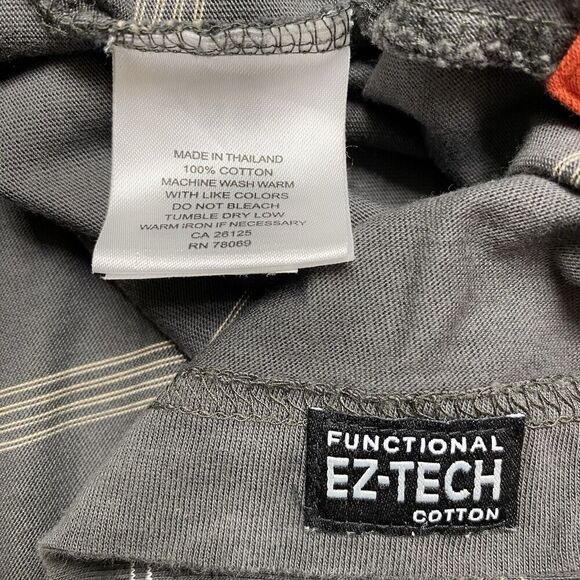 MADE IN THAILAND
100% COTTON
MACHINE WASH WARM
WITH LIKE COLORS
DO NOT BLEACH
TUMBLE DRY LOW
WARM IRON IF NECESSARY
CA 26125
RN 78069
FUNCTIONAL
EZ-TECH
COTTON